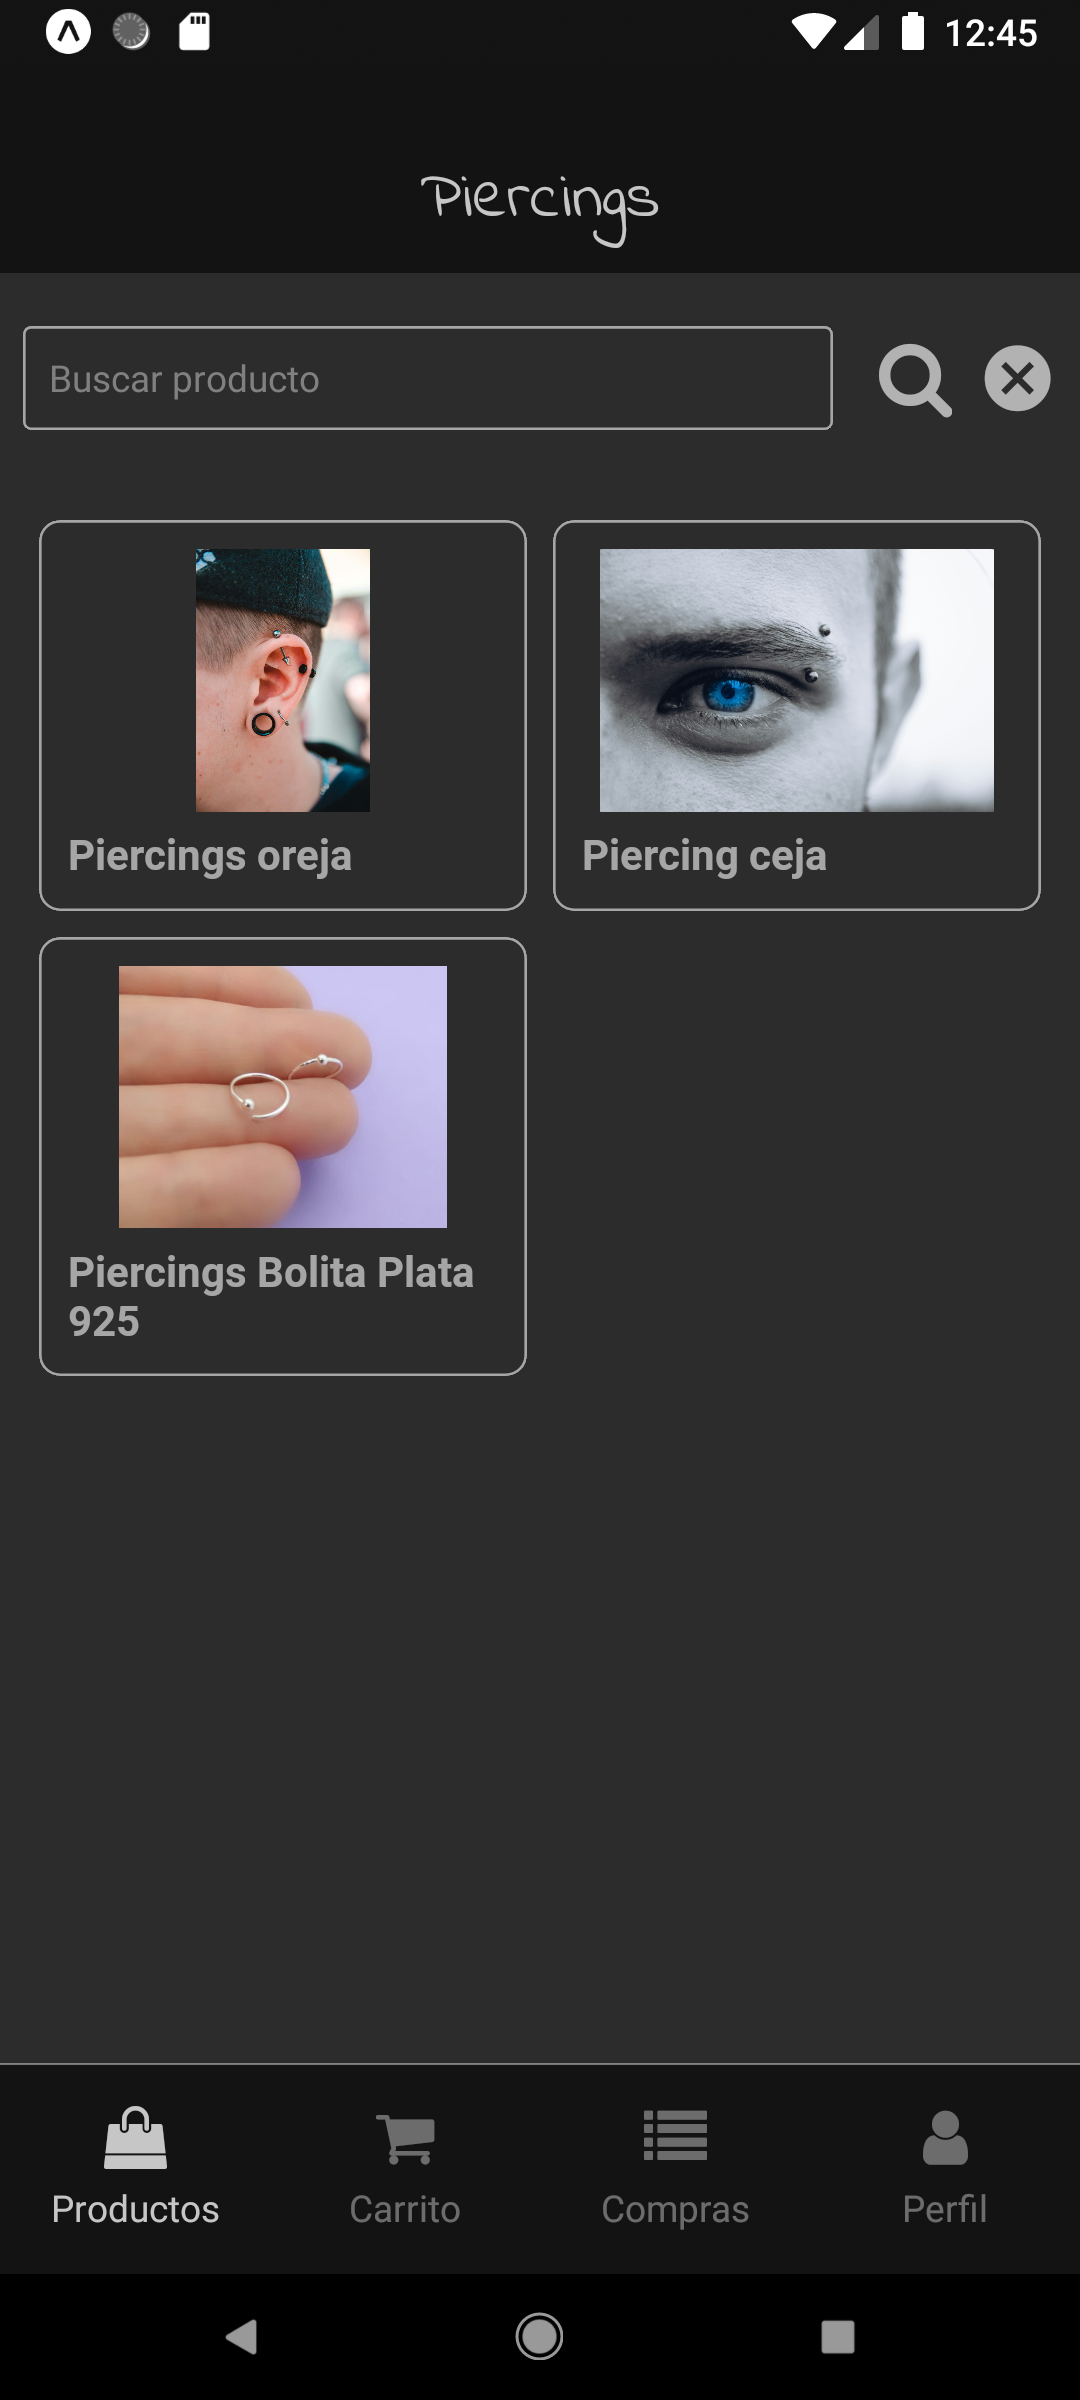 12:45
Piercings
Buscar producto
Piercings oreja
Piercing ceja
Piercings Bolita Plata
925
Productos
Carrito
Compras
Perfil